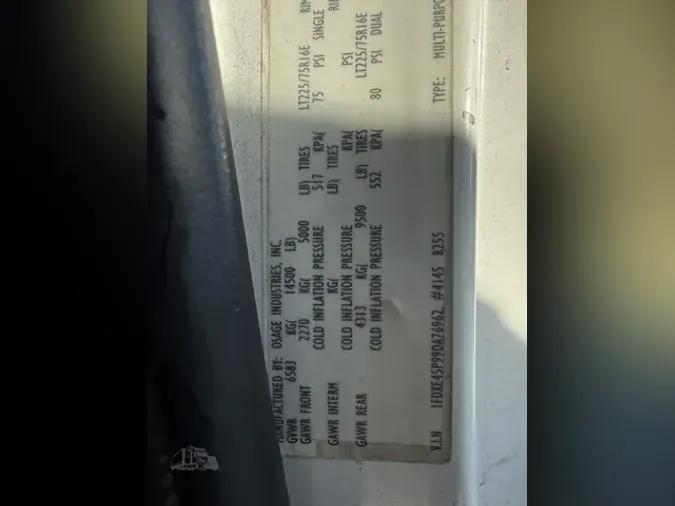 MANUFACTURED BY: OSAGE INDUSTRIES, INC.
GVWR 6583 KG( 14500 LB)
GAWR FRONT 2270 KG( 5000 LB) TIRES LT225/75R16E RIM
COLD INFLATION PRESSURE 517 KPA( 75 PSI SINGLE
GAWR INTERM KG( LB) TIRES RI
COLD INFLATION PRESSURE KPA( PSI
GAWR REAR 4313 KG( 9500 LB) TIRES LT225/75R16E
COLD INFLATION PRESSURE 552 KPA( 80 PSI DUAL
V.I.N 1FDXE45P99DA76962 #4145 R255 TYPE: MULTI-PURPO